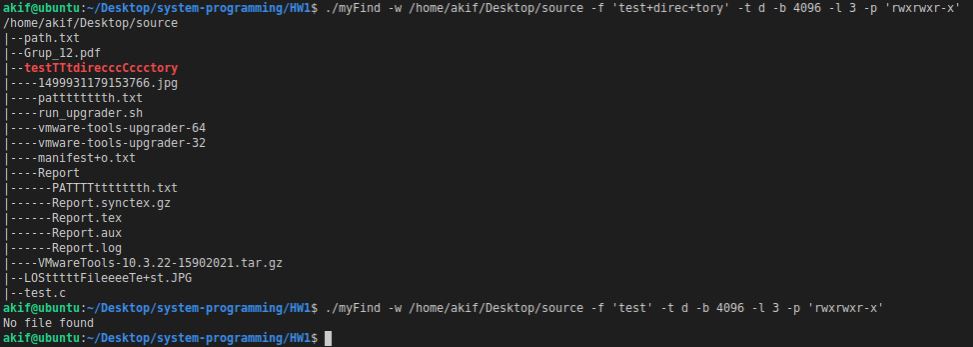 akif@ubuntu:~/Desktop/system-programming/HW1$ ./myFind -w /home/akif/Desktop/source -f 'test+direc+tory' -t d -b 4096 -l 3 -p 'rwxrwxr-x'
/home/akif/Desktop/source
|--path.txt
|--Grup_12.pdf
|--testTTtdirecccCccctory
|----1499931179153766.jpg
|----patttttttth.txt
|----run_upgrader.sh
|----vmware-tools-upgrader-64
|----vmware-tools-upgrader-32
|----manifest+o.txt
|----Report
|------PATTTTttttttth.txt
|------Report.synctex.gz
|------Report.tex
|------Report.aux
|------Report.log
|----VMwareTools-10.3.22-15902021.tar.gz
|--LOStttttFileeeeTe+st.JPG
|--test.c
akif@ubuntu:~/Desktop/system-programming/HW1$ ./myFind -w /home/akif/Desktop/source -f 'test' -t d -b 4096 -l 3 -p 'rwxrwxr-x'
No file found
akif@ubuntu:~/Desktop/system-programming/HW1$